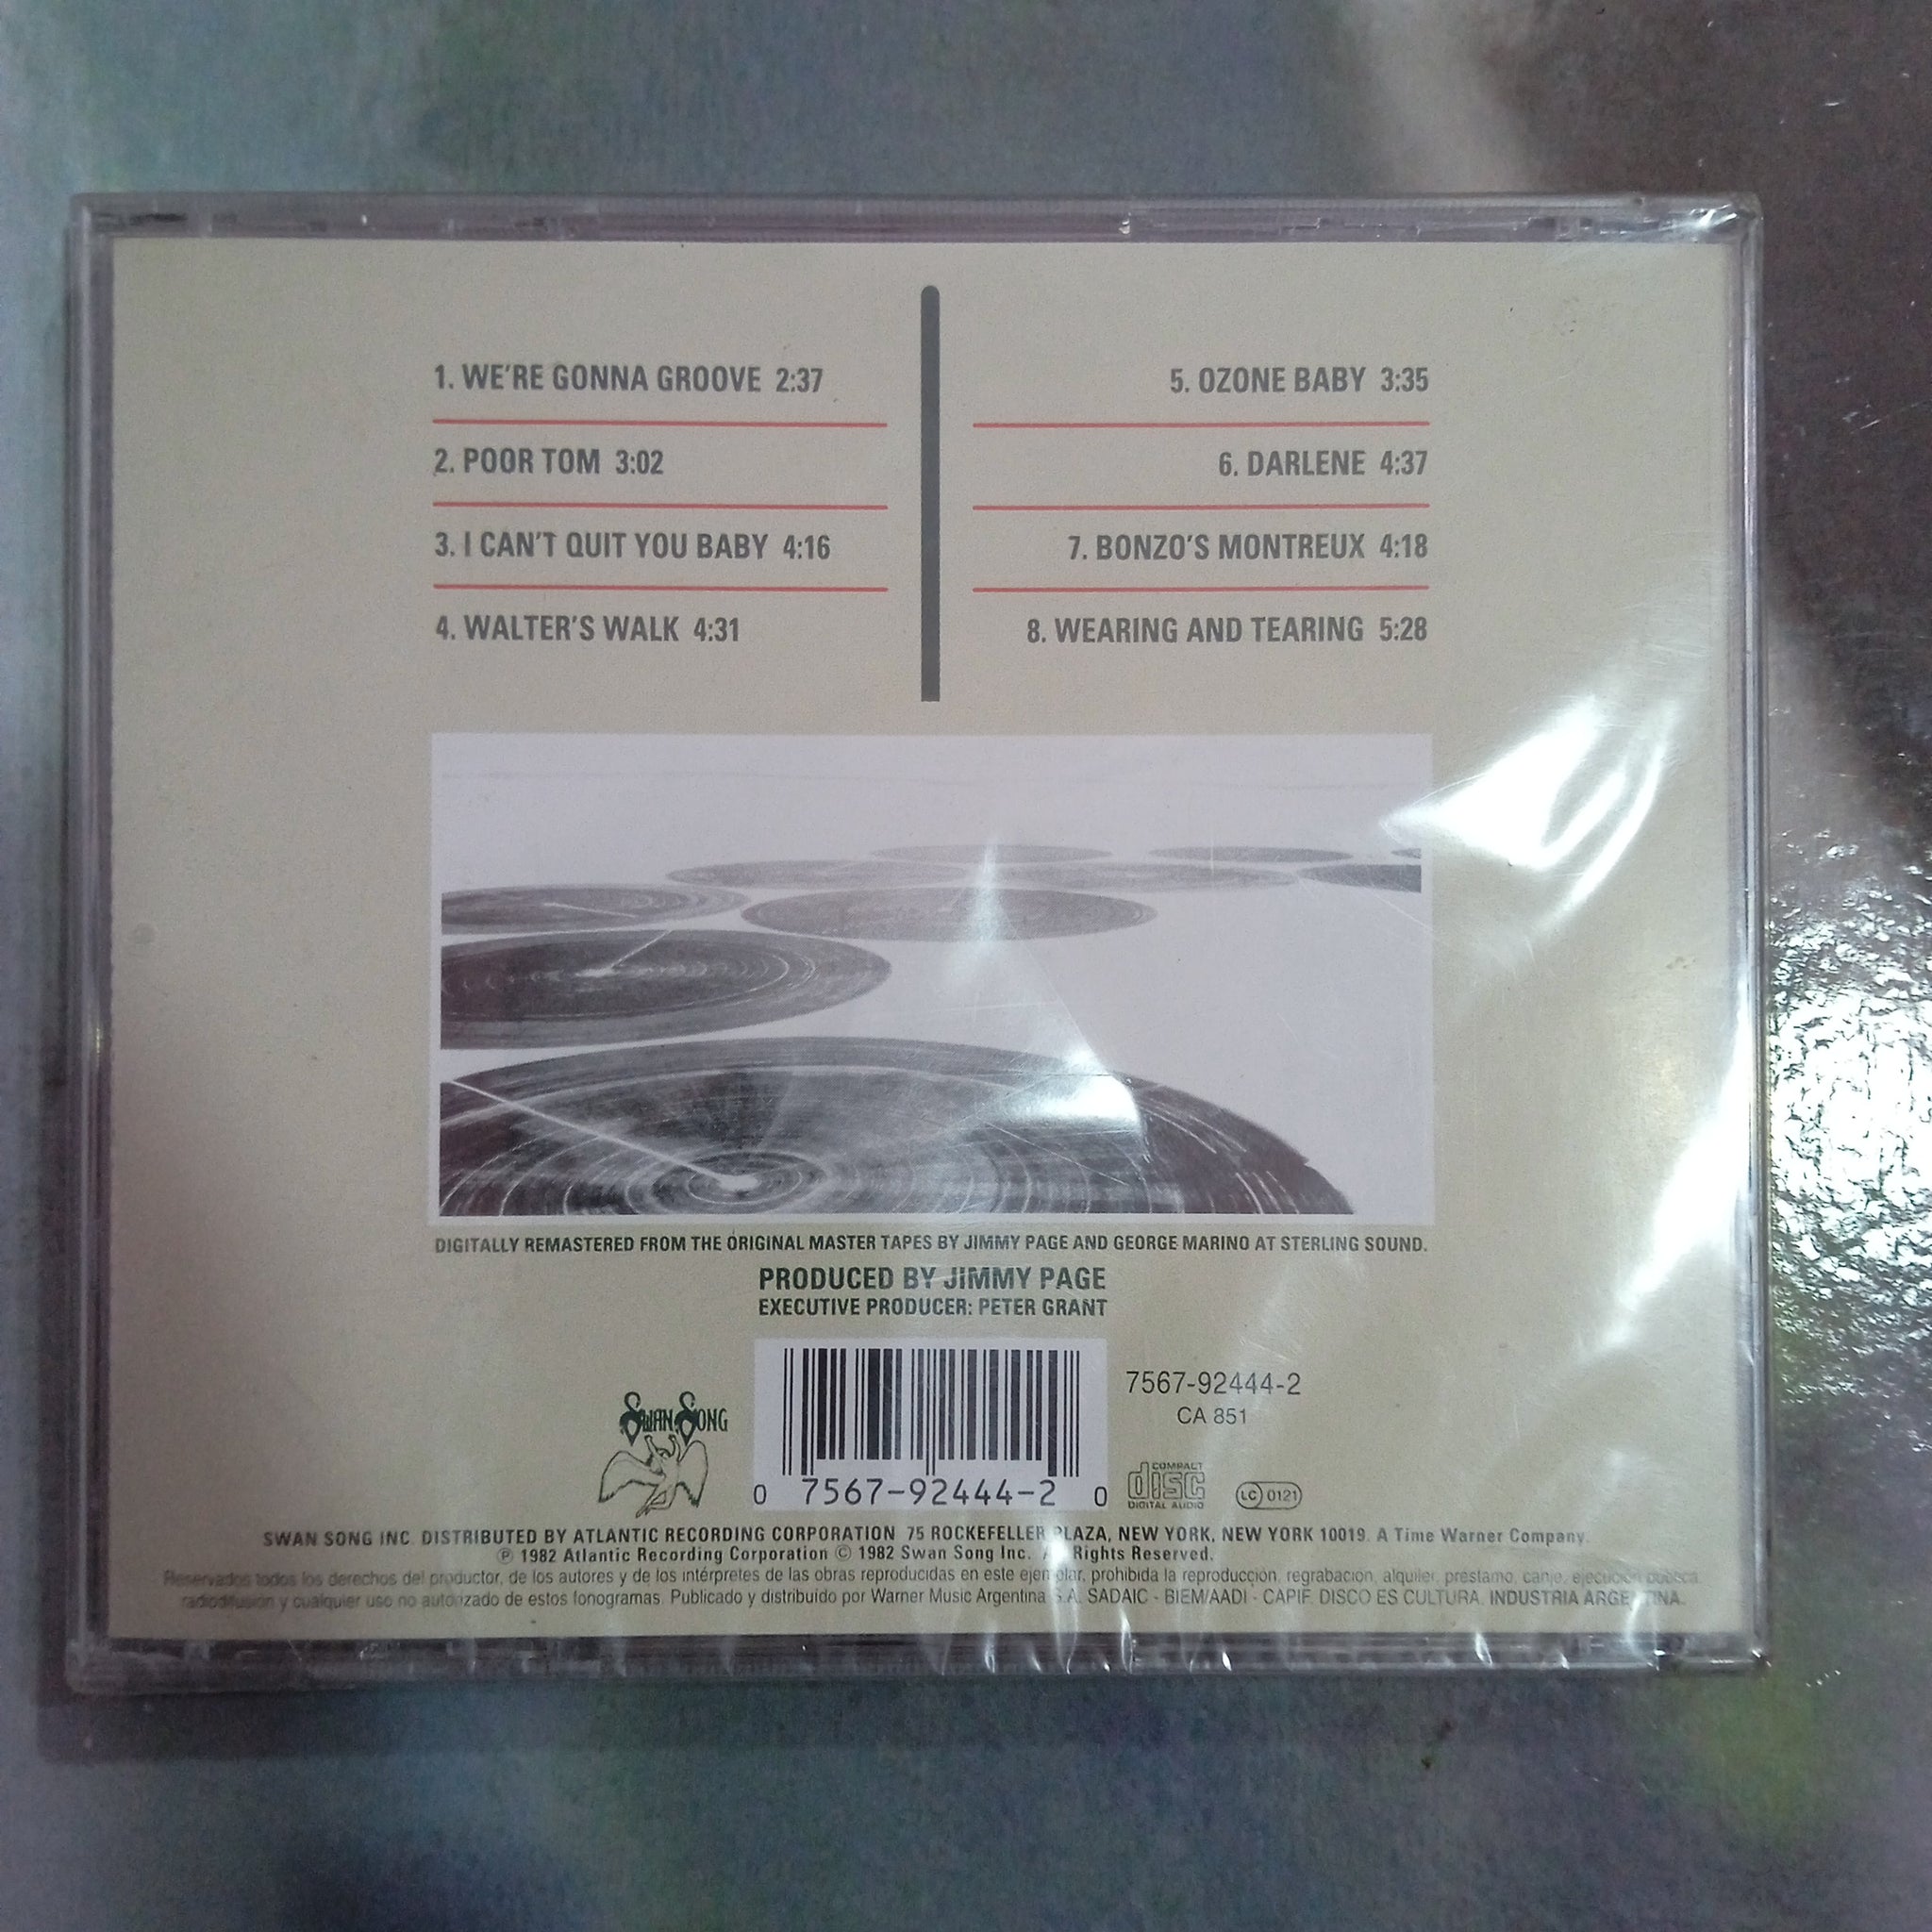 1. WE'RE GONNA GROOVE 2:37
2. POOR TOM 3:02
3. I CAN'T QUIT YOU BABY 4:16
4. WALTER'S WALK 4:31
5. OZONE BABY 3:35
6. DARLENE 4:37
7. BONZO'S MONTREUX 4:18
8. WEARING AND TEARING 5:28
DIGITALLY REMASTERED FROM THE ORIGINAL MASTER TAPES BY JIMMY PAGE AND GEORGE MARINO AT STERLING SOUND.
PRODUCED BY JIMMY PAGE
EXECUTIVE PRODUCER: PETER GRANT
SWAN SONG
0 7567-92444-2 0
7567-92444-2
CA 851
COMPACT
disc
DIGITAL AUDIO
LC 0121
SWAN SONG INC. DISTRIBUTED BY ATLANTIC RECORDING CORPORATION 75 ROCKEFELLER PLAZA, NEW YORK, NEW YORK 10019. A Time Warner Company.
Ⓟ 1982 Atlantic Recording Corporation © 1982 Swan Song Inc. All Rights Reserved.
Reservados todos los derechos del productor, de los autores y de los intérpretes de las obras reproducidas en este ejemplar, prohibida la reproducción, regrabación, alquiler, préstamo, canje, ejecución pública,
radiodifusión y cualquier uso no autorizado de estos fonogramas. Publicado y distribuido por Warner Music Argentina S.A. SADAIC - BIEM/AADI - CAPIF. DISCO ES CULTURA. INDUSTRIA ARGENTINA.